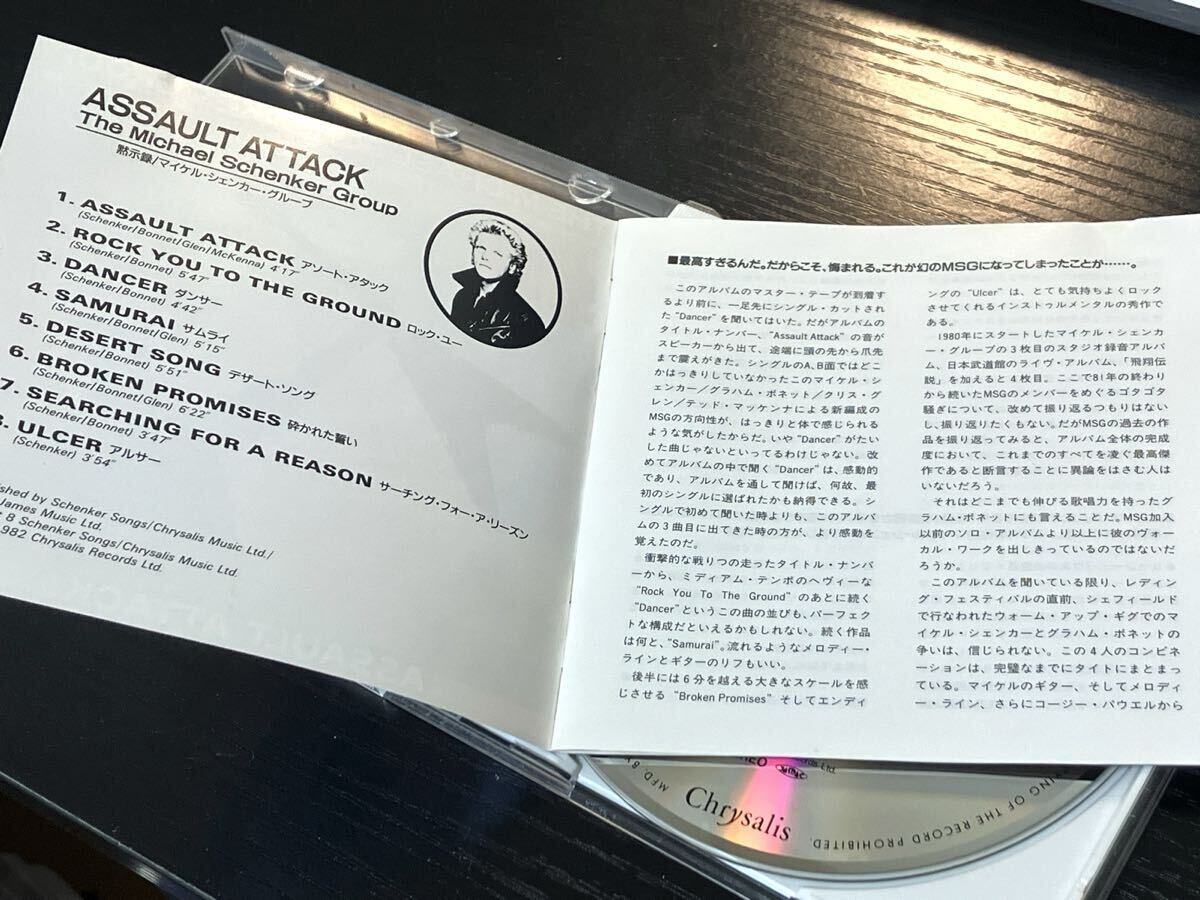 ASSAULT ATTACK
The Michael Schenker Group
黙示録/マイケル・シェンカー・グループ
1. ASSAULT ATTACK アソート・アタック
(Schenker/Bonnet/Glen/McKenna) 4'17"
2. ROCK YOU TO THE GROUND ロック・ユー
(Schenker/Bonnet) 5'47"
3. DANCER ダンサー
(Schenker/Bonnet) 4'42"
4. SAMURAI サムライ
(Schenker/Bonnet/Glen) 5'15"
5. DESERT SONG デザート・ソング
(Schenker/Bonnet) 5'51"
6. BROKEN PROMISES 砕かれた誓い
(Schenker/Bonnet/Glen) 6'22"
7. SEARCHING FOR A REASON サーチング・フォー・ア・リーズン
(Schenker/Bonnet) 3'47"
8. ULCER アルサー
(Schenker) 3'54"
ished by Schenker Songs/Chrysalis Music Ltd./
James Music Ltd.
8 Schenker Songs/Chrysalis Music Ltd.
982 Chrysalis Records Ltd.
■最高すぎるんだ。だからこそ、悔まれる。これが幻のMSGになってしまったことが……。
このアルバムのマスター・テープが到着す
るより前に、一足先にシングル・カットされ
た"Dancer"を聞いてはいた。だがアルバムの
タイトル・ナンバー、"Assault Attack"の音が
スピーカーから出て、途端に頭の先から爪先
まで震えがきた。シングルのA、B面ではどこ
かはっきりしていなかったこのマイケル・シ
ェンカー/グラハム・ボネット/クリス・グ
レン/テッド・マッケンナによる新編成の
MSGの方向性が、はっきりと体で感じられる
ような気がしたからだ。いや"Dancer"がたい
した曲じゃないといってるわけじゃない。改
めてアルバムの中で聞く"Dancer"は、感動的
であり、アルバムを通して聞けば、何故、最
初のシングルに選ばれたかも納得できる。シ
ングルで初めて聞いた時よりも、このアルバ
ムの3曲目に出てきた時の方が、より感動を
覚えたのだ。
衝撃的な戦りつの走ったタイトル・ナンバ
ーから、ミディアム・テンポのヘヴィーな
"Rock You To The Ground"のあとに続く
"Dancer"というこの曲の並びも、パーフェク
トな構成だといえるかもしれない。続く作品
は何と、"Samurai"。流れるようなメロディー・
ラインとギターのリフもいい。
後半には6分を越える大きなスケールを感
じさせる"Broken Promises"そしてエンディ
ングの"Ulcer"は、とても気持ちよくロック
させてくれるインストゥルメンタルの秀作で
ある。
1980年にスタートしたマイケル・シェンカ
ー・グループの3枚目のスタジオ録音アルバ
ム、日本武道館のライヴ・アルバム、「飛翔伝
説」を加えると4枚目。ここで81年の終わり
から続いたMSGのメンバーをめぐるゴタゴタ
騒ぎについて、改めて振り返るつもりはない
し、振り返りたくもない。だがMSGの過去の作
品を振り返ってみると、アルバム全体の完成
度において、これまでのすべてを凌ぐ最高傑
作であると断言することに異論をはさむ人は
いないだろう。
それはどこまでも伸びる歌唱力を持ったグ
ラハム・ボネットにも言えることだ。MSG加入
以前のソロ・アルバムより以上に彼のヴォー
カル・ワークを出しきっているのではないだ
ろうか。
このアルバムを聞いている限り、レディン
グ・フェスティバルの直前、シェフィールド
で行なわれたウォーム・アップ・ギグでのマ
イケル・シェンカーとグラハム・ボネットの
争いは、信じられない。この4人のコンビネ
ーションは、完璧なまでにタイトにまとまっ
ている。マイケルのギター、そしてメロディ
ー・ライン、さらにコージー・パウエルから
Chrysalis
MFD. B
RING OF THE RECORD PROHIBITED.